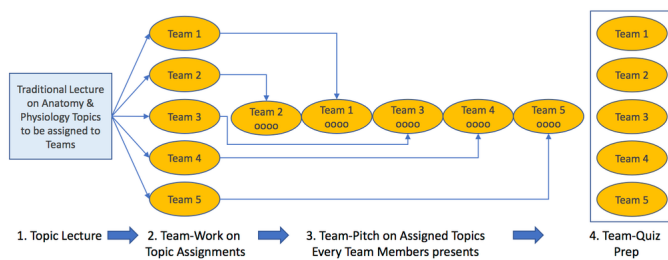 Traditional Lecture
on Anatomy &
Physiology Topics
to be assigned to
Teams
Team 1
Team 2
Team 3
Team 4
Team 5
Team 2
oooo
Team 1
oooo
Team 3
oooo
Team 4
oooo
Team 5
oooo
Team 1
Team 2
Team 3
Team 4
Team 5
1. Topic Lecture
2. Team-Work on
Topic Assignments
3. Team-Pitch on Assigned Topics
Every Team Members presents
4. Team-Quiz
Prep